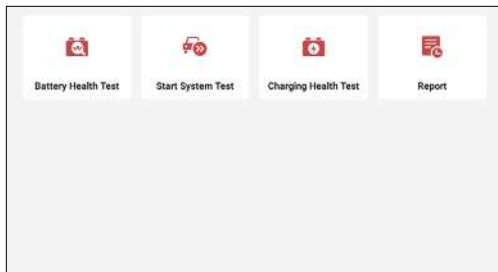 Battery Health Test
Start System Test
Charging Health Test
Report